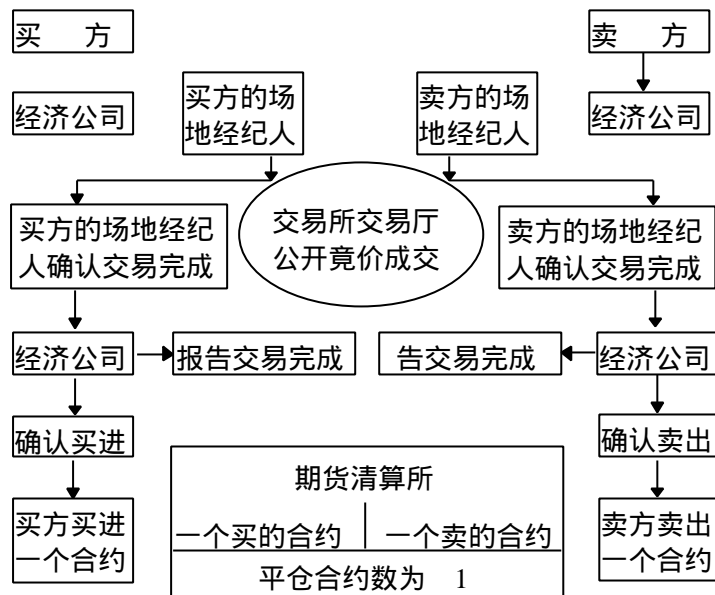 买 方
卖 方
经济公司
买方的场
地经纪人
卖方的场
地经纪人
经济公司
交易所交易厅
公开竟价成交
买方的场地经纪
人确认交易完成
卖方的场地经纪
人确认交易完成
经济公司
报告交易完成
告交易完成
经济公司
确认买进
确认卖出
期货清算所
一个买的合约
一个卖的合约
平仓合约数为 1
买方买进
一个合约
卖方卖出
一个合约